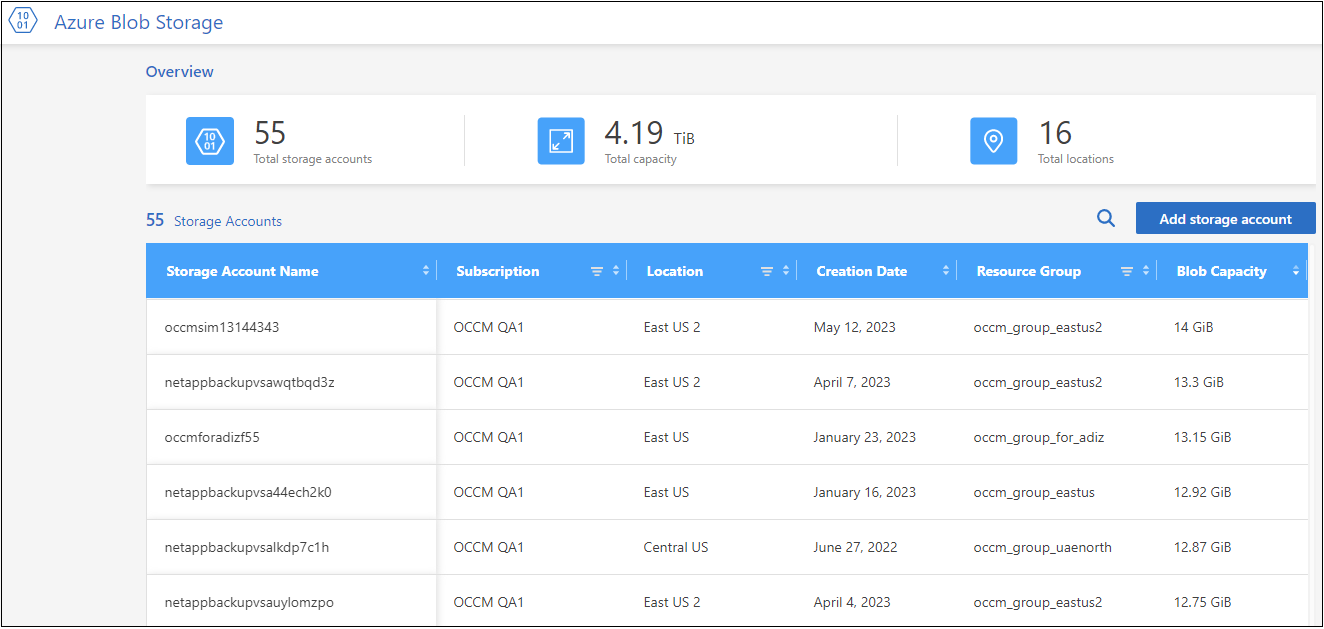 10
01
Azure Blob Storage
Overview
10
01
55
Total storage accounts
4.19 TiB
Total capacity
16
Total locations
55 Storage Accounts
Add storage account
Storage Account Name Subscription Location Creation Date Resource Group Blob Capacity
occmsim13144343 OCCM QA1 East US 2 May 12, 2023 occm_group_eastus2 14 GiB
netappbackupvsawqtbqd3z OCCM QA1 East US 2 April 7, 2023 occm_group_eastus2 13.3 GiB
occmforadizf55 OCCM QA1 East US January 23, 2023 occm_group_for_adiz 13.15 GiB
netappbackupvsa44ech2k0 OCCM QA1 East US January 16, 2023 occm_group_eastus 12.92 GiB
netappbackupvsalkdp7c1h OCCM QA1 Central US June 27, 2022 occm_group_uaenorth 12.87 GiB
netappbackupvsauylomzpo OCCM QA1 East US 2 April 4, 2023 occm_group_eastus2 12.75 GiB